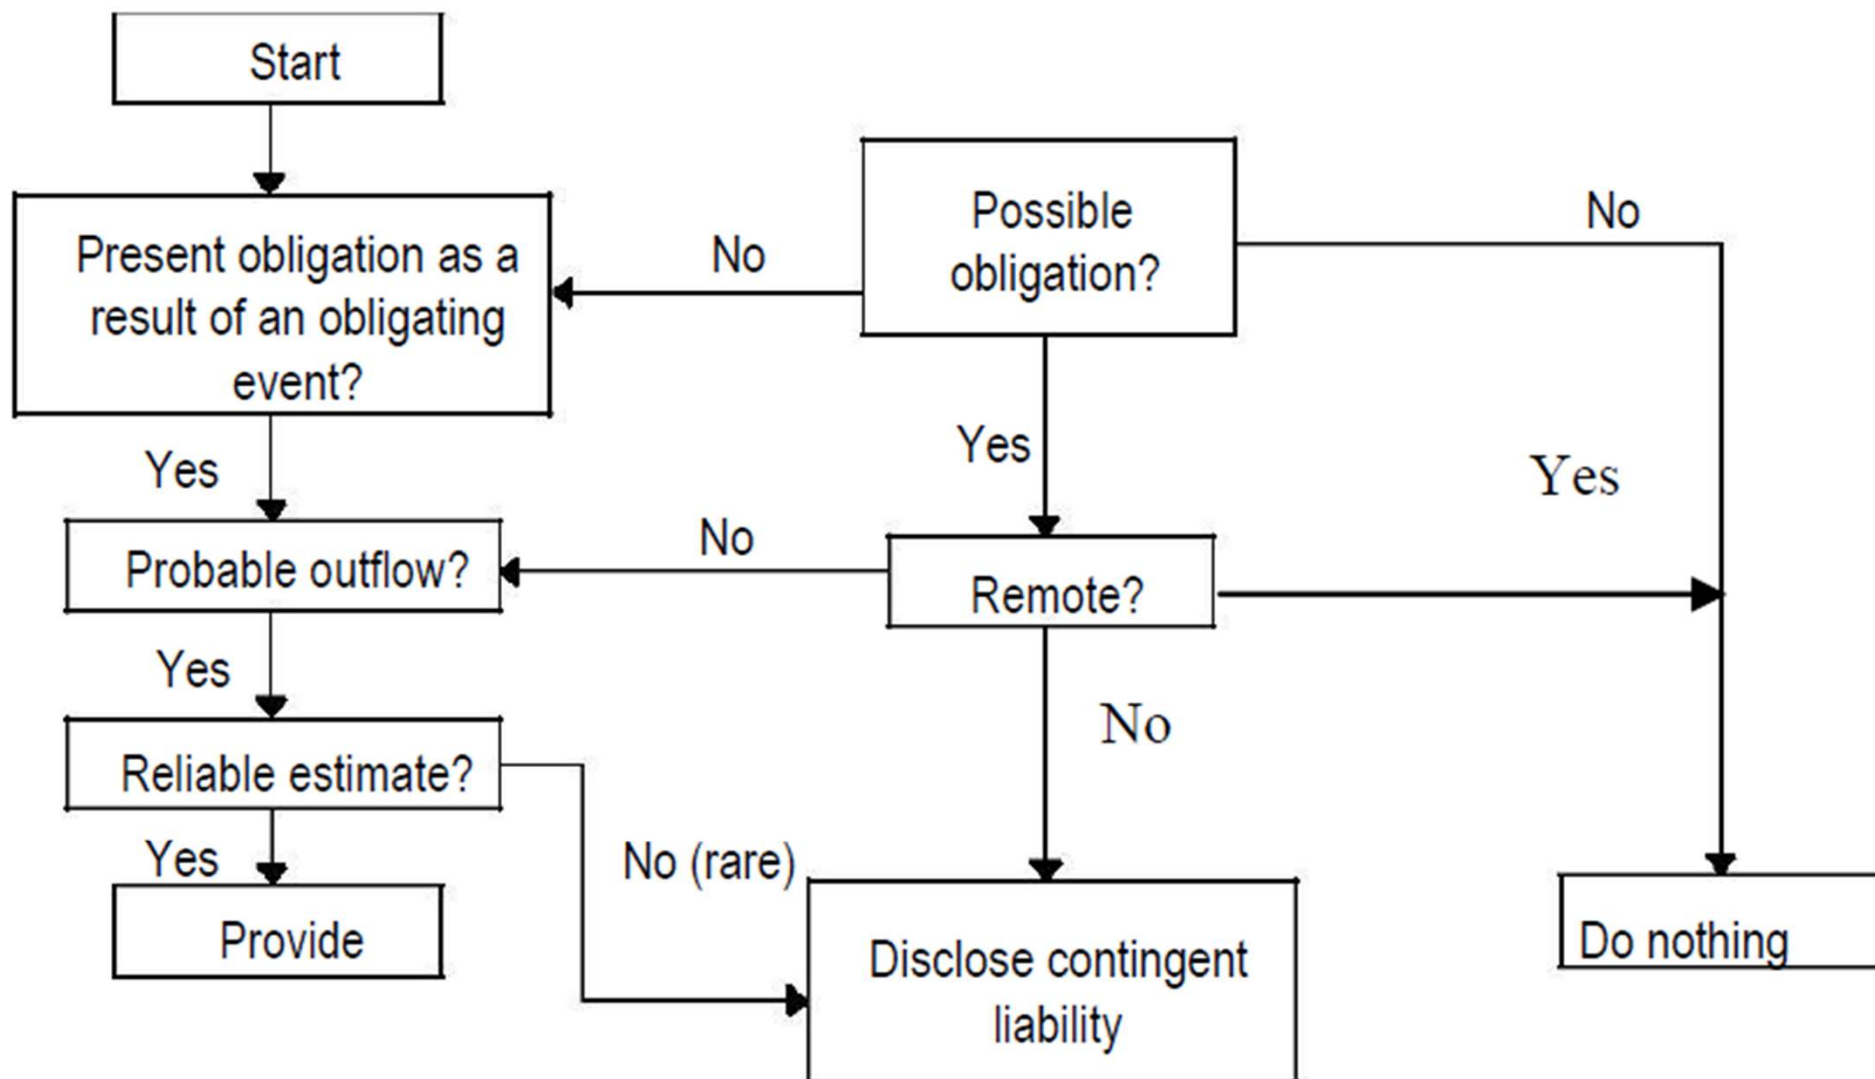 Start
Present obligation as a
result of an obligating
event?
No
Possible
obligation?
No
Yes
Yes
Yes
Probable outflow?
No
Remote?
Yes
No
Reliable estimate?
Yes
No (rare)
Provide
Disclose contingent
liability
Do nothing